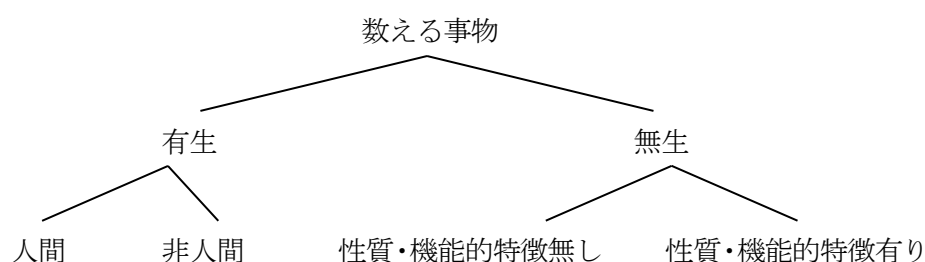 数える事物
有生 無生
人間 非人間 性質・機能的特徴無し 性質・機能的特徴有り